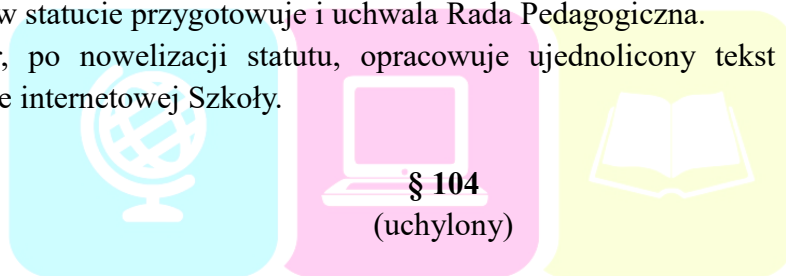 w statucie przygotowuje i uchwala Rada Pedagogiczna.
, po nowelizacji statutu, opracowuje ujednolicony tekst
e internetowej Szkoły.
§ 104
(uchylony)